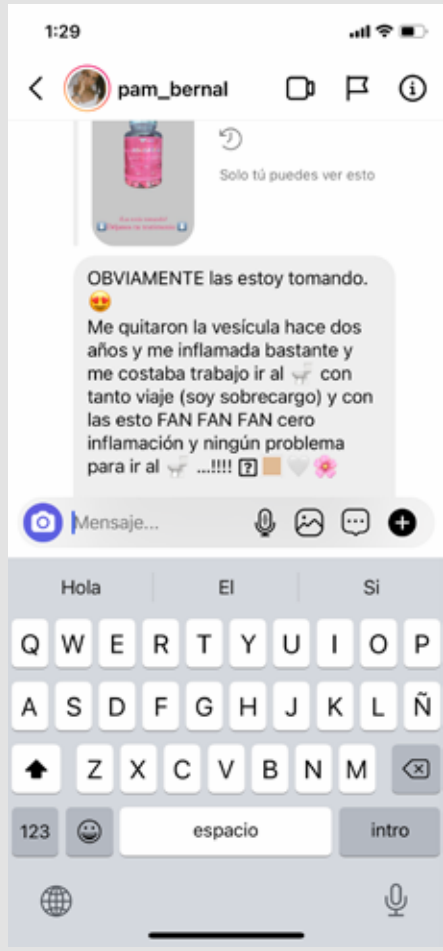 1:29
pam_bernal
Solo tú puedes ver esto
OBVIAMENTE las estoy tomando.
😍
Me quitaron la vesícula hace dos
años y me inflamada bastante y
me costaba trabajo ir al 🚽 con
tanto viaje (soy sobrecargo) y con
las esto FAN FAN FAN cero
inflamación y ningún problema
para ir al 🚽 ...!!!! 🏼 🤍 🌸
Mensaje...
Hola El Si
Q W E R T Y U I O P
A S D F G H J K L Ñ
Z X C V B N M
123 espacio intro